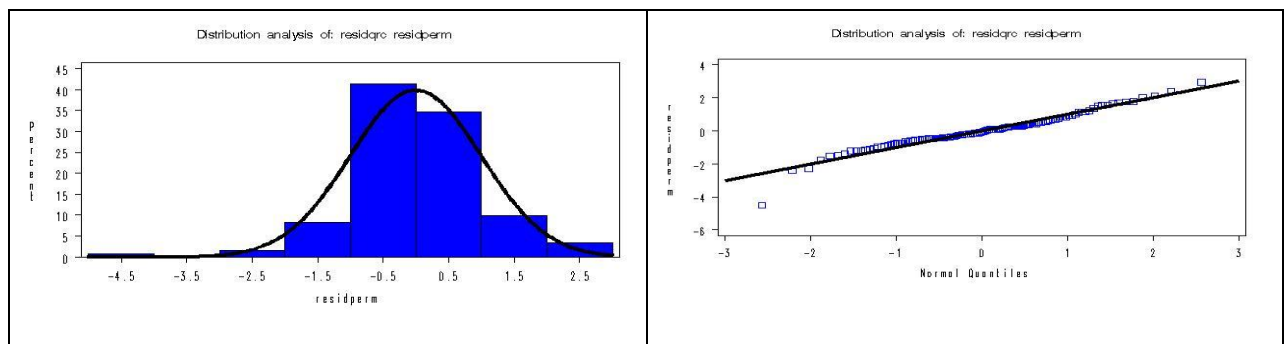 Distribution analysis of: residqrc residperm
Percent
45
40
35
30
25
20
15
10
5
0
-4.5 -3.5 -2.5 -1.5 -0.5 0.5 1.5 2.5
residperm
Distribution analysis of: residqrc residperm
residperm
4
2
0
-2
-4
-6
-3 -2 -1 0 1 2 3
Normal Quantiles